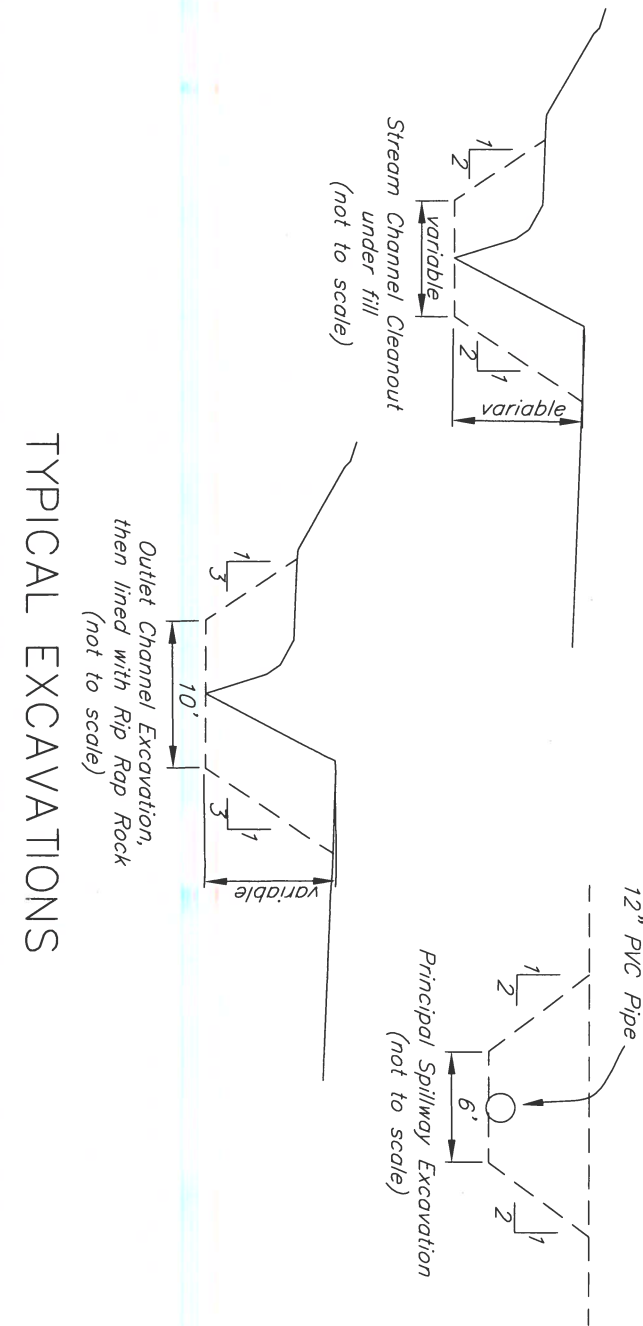 1
2
variable
2
1
variable
Stream Channel Cleanout
under fill
(not to scale)
12" PVC Pipe
1
2
6'
2
1
Principal Spillway Excavation
(not to scale)
1
3
10'
3
1
variable
Outlet Channel Excavation,
then lined with Rip Rap Rock
(not to scale)
TYPICAL EXCAVATIONS